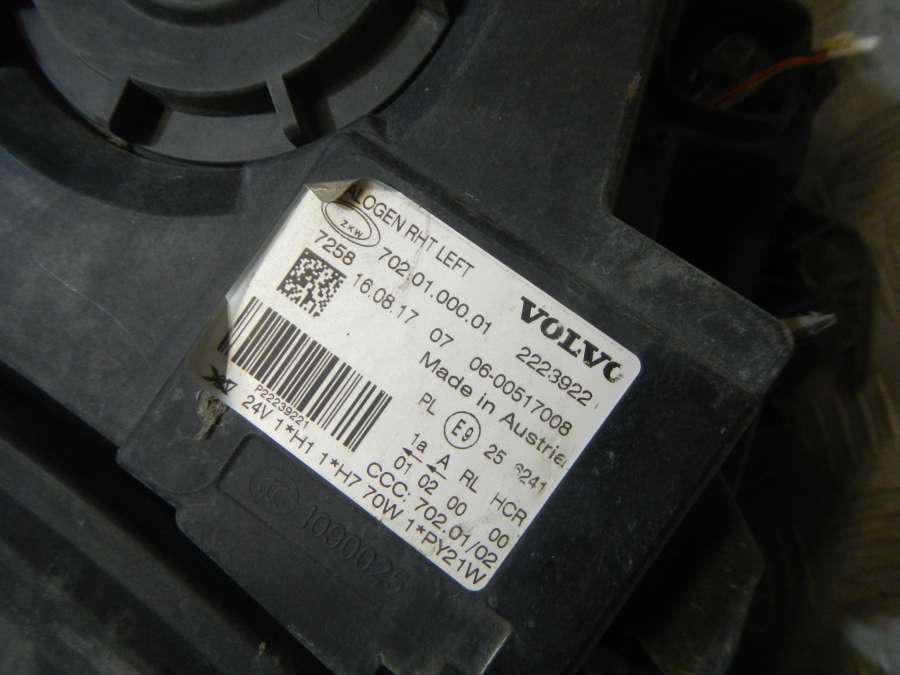 ALOGEN RHT LEFT
ZKW
7258 702.01.000.01
VOLVO
16.08.17 07 06-00517008
2223922
Made in Austrie
P22239221
PL E9 25 6241
1a A RL HCR
01 02 00 00
CCC: 702.01/02
24V 1*H1 1*H7 70W 1*PY21W
CCC
1090025